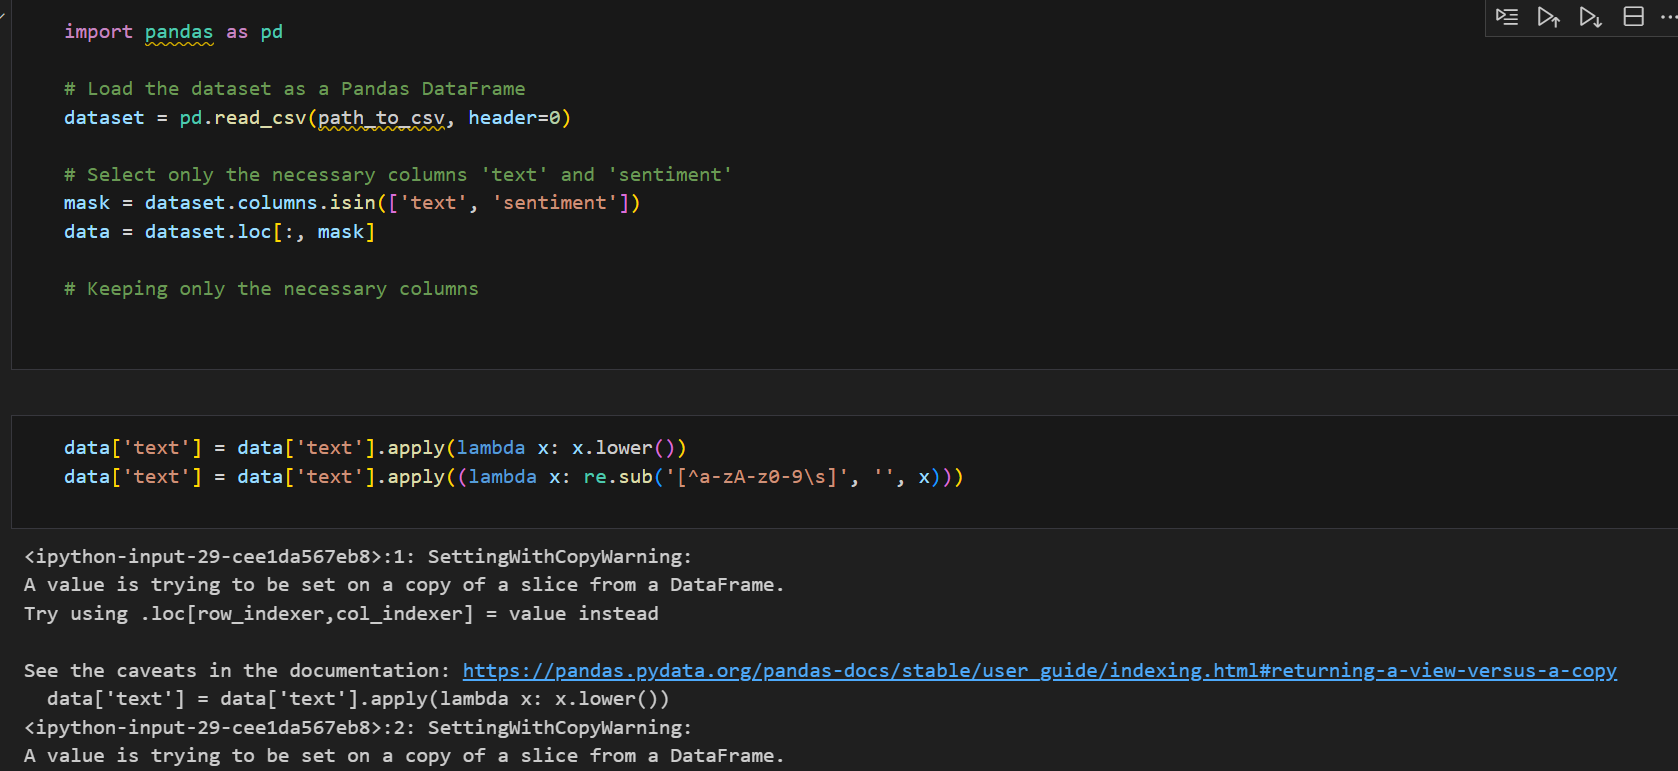 import pandas as pd
# Load the dataset as a Pandas DataFrame
dataset = pd.read_csv(path_to_csv, header=0)
# Select only the necessary columns 'text' and 'sentiment'
mask = dataset.columns.isin(['text', 'sentiment'])
data = dataset.loc[:, mask]
# Keeping only the necessary columns
data['text'] = data['text'].apply(lambda x: x.lower())
data['text'] = data['text'].apply((lambda x: re.sub('[^a-zA-z0-9\s]', '', x)))
<ipython-input-29-cee1da567eb8>:1: SettingWithCopyWarning:
A value is trying to be set on a copy of a slice from a DataFrame.
Try using .loc[row_indexer,col_indexer] = value instead
See the caveats in the documentation: https://pandas.pydata.org/pandas-docs/stable/user_guide/indexing.html#returning-a-view-versus-a-copy
data['text'] = data['text'].apply(lambda x: x.lower())
<ipython-input-29-cee1da567eb8>:2: SettingWithCopyWarning:
A value is trying to be set on a copy of a slice from a DataFrame.